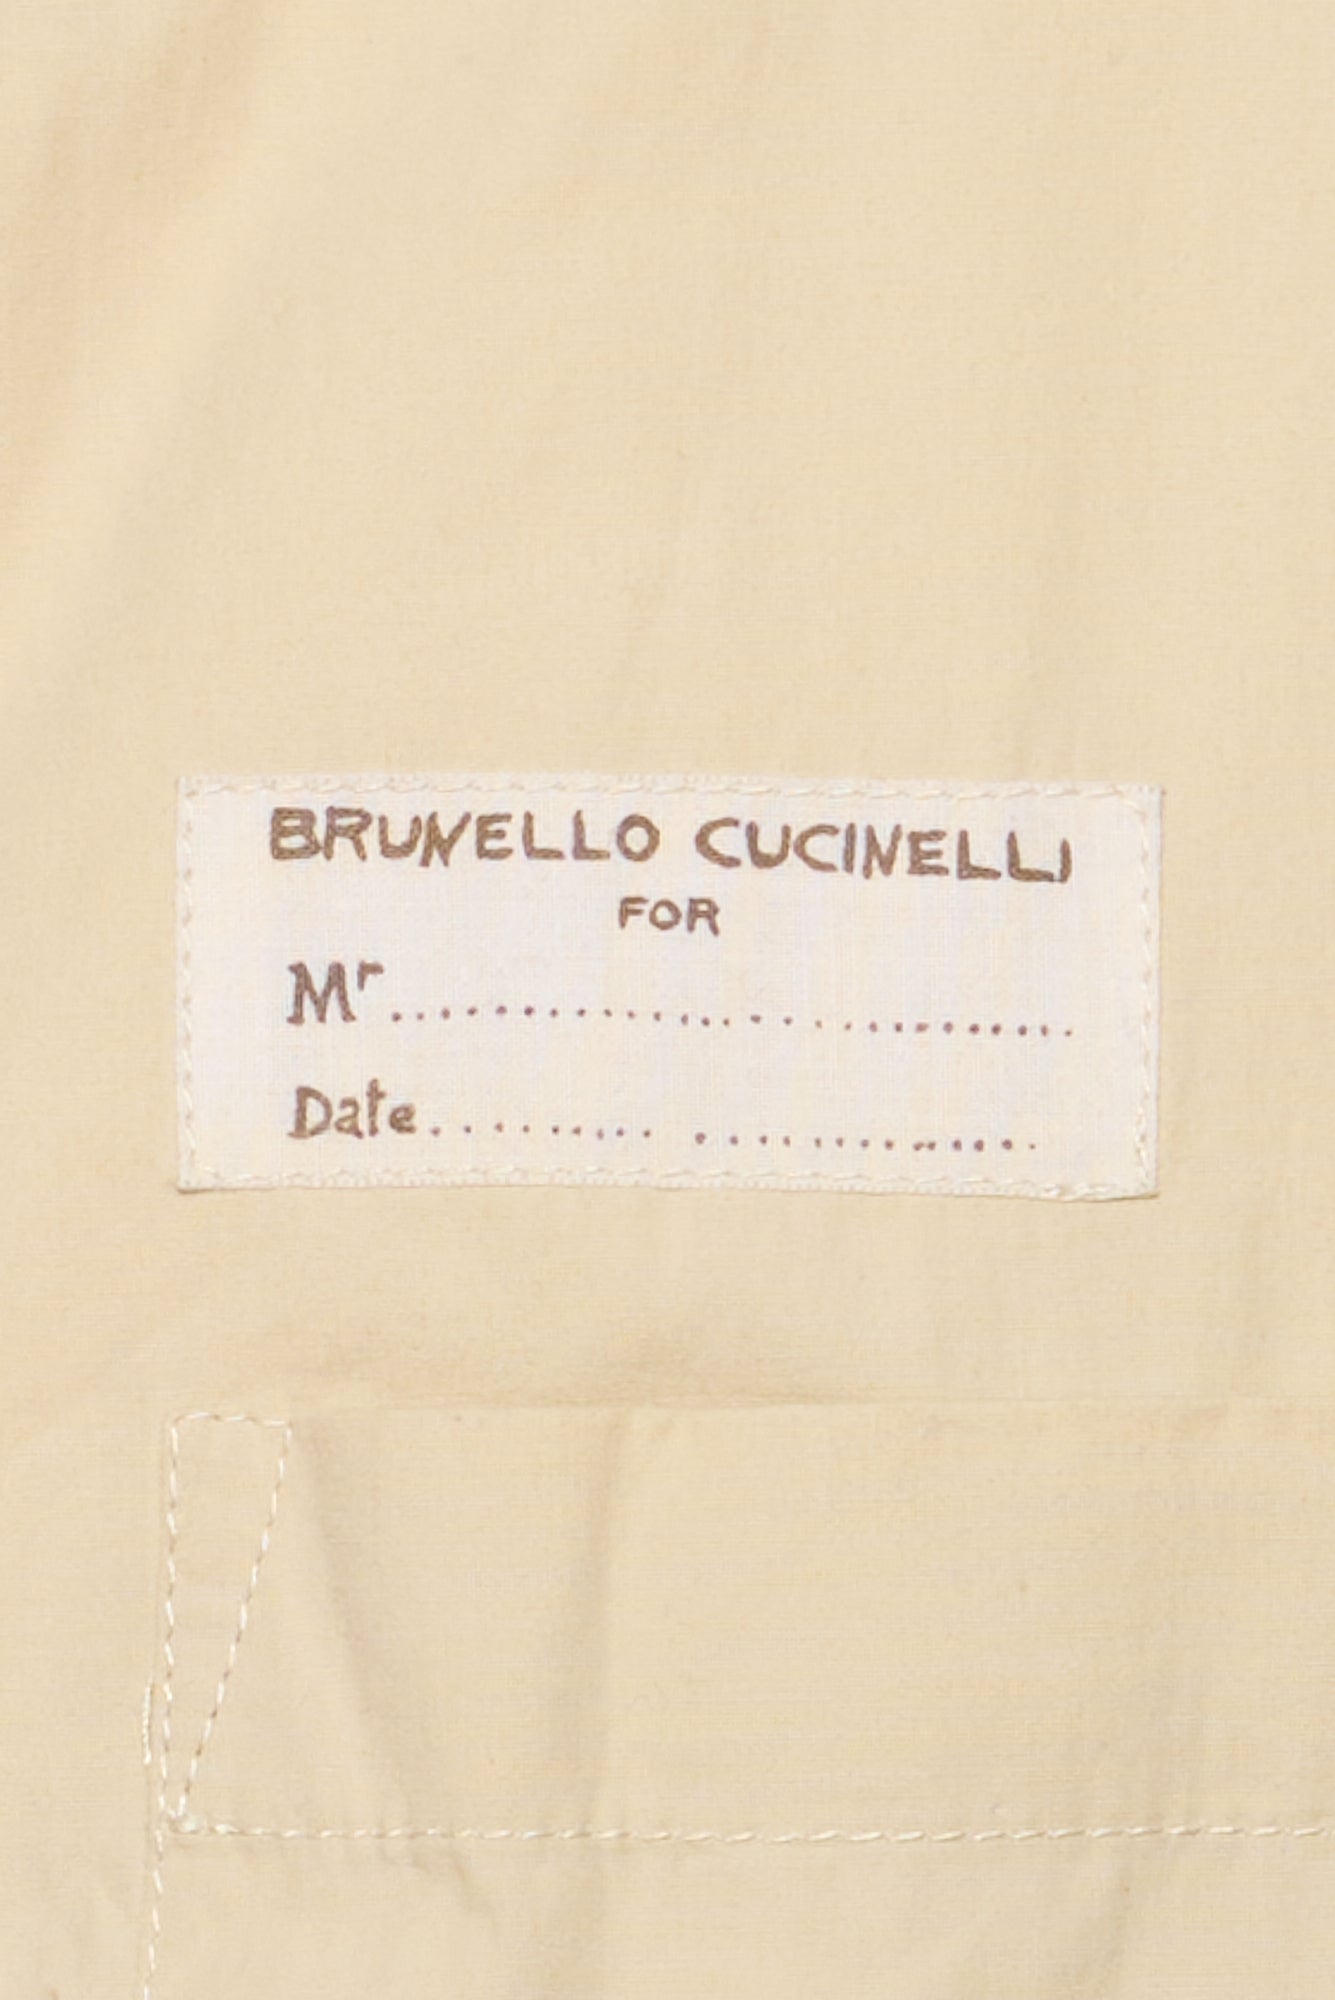 BRUNELLO CUCINELLI
FOR
Mr..........................
Date......... .............